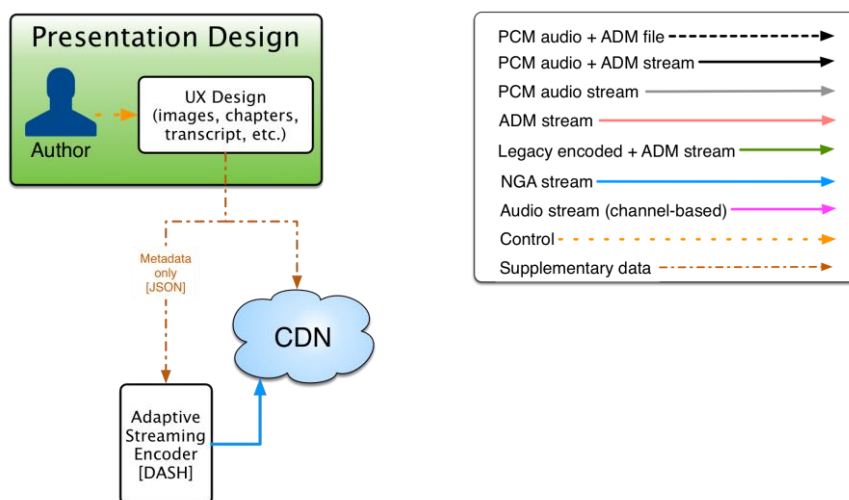 Presentation Design
Author
UX Design
(images, chapters,
transcript, etc.)
Metadata
only
[JSON]
CDN
Adaptive
Streaming
Encoder
[DASH]
PCM audio + ADM file
PCM audio + ADM stream
PCM audio stream
ADM stream
Legacy encoded + ADM stream
NGA stream
Audio stream (channel-based)
Control
Supplementary data